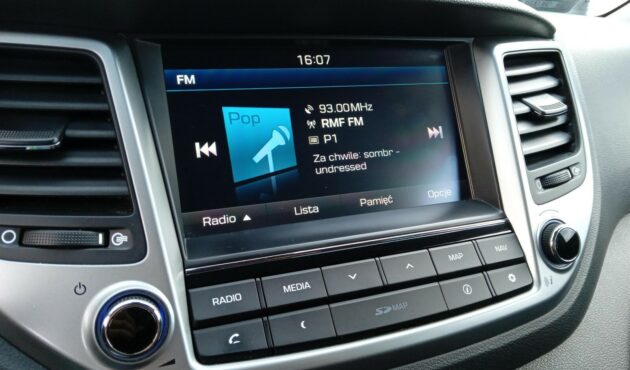 16:07
FM
Pop
93.00MHz
RMF FM
P1
Za chwile: sombr -
undressed
Radio ▲
Lista
Pamięć
Opcje
RADIO
MEDIA
MAP
NAV
SD MAP